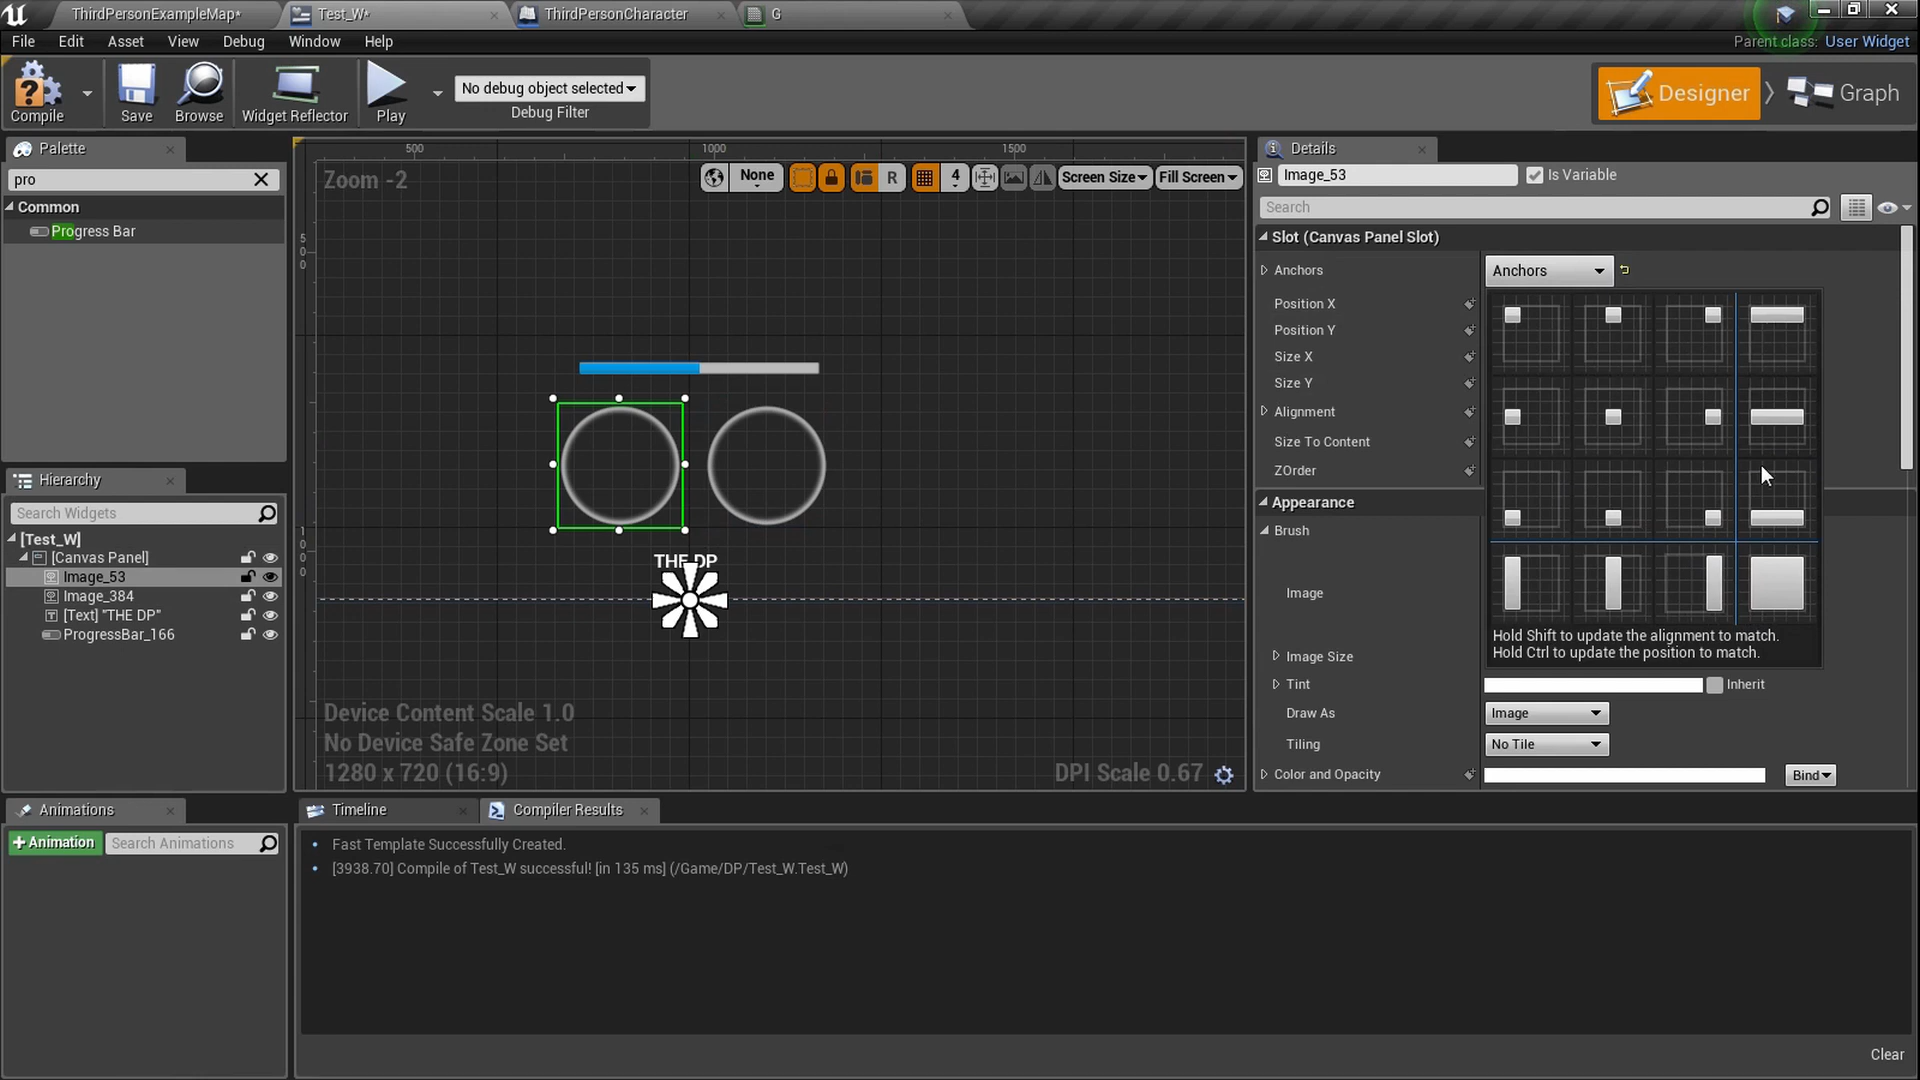 ThirdPersonExampleMap*
Test_W*
ThirdPersonCharacter
G
File Edit Asset View Debug Window Help
Parent class: User Widget
Compile
Save
Browse
Widget Reflector
Play
No debug object selected
Debug Filter
Designer
Graph
Palette
pro
Common
Progress Bar
Hierarchy
Search Widgets
[Test_W]
[Canvas Panel]
Image_53
Image_384
[Text] "THE DP"
ProgressBar_166
Animations
+ Animation
Search Animations
500
1000
1500
Zoom -2
None
R
4
Screen Size
Fill Screen
5
0
0
1
0
0
0
THE DP
Device Content Scale 1.0
No Device Safe Zone Set
1280 x 720 (16:9)
DPI Scale 0.67
Details
Image_53
Is Variable
Search
Slot (Canvas Panel Slot)
Anchors
Anchors
Position X
Position Y
Size X
Size Y
Alignment
Size To Content
ZOrder
Hold Shift to update the alignment to match.
Hold Ctrl to update the position to match.
Appearance
Brush
Image
Image Size
Tint
Inherit
Draw As
Image
Tiling
No Tile
Color and Opacity
Bind
Timeline
Compiler Results
Fast Template Successfully Created.
[3938.70] Compile of Test_W successful! [in 135 ms] (/Game/DP/Test_W.Test_W)
Clear